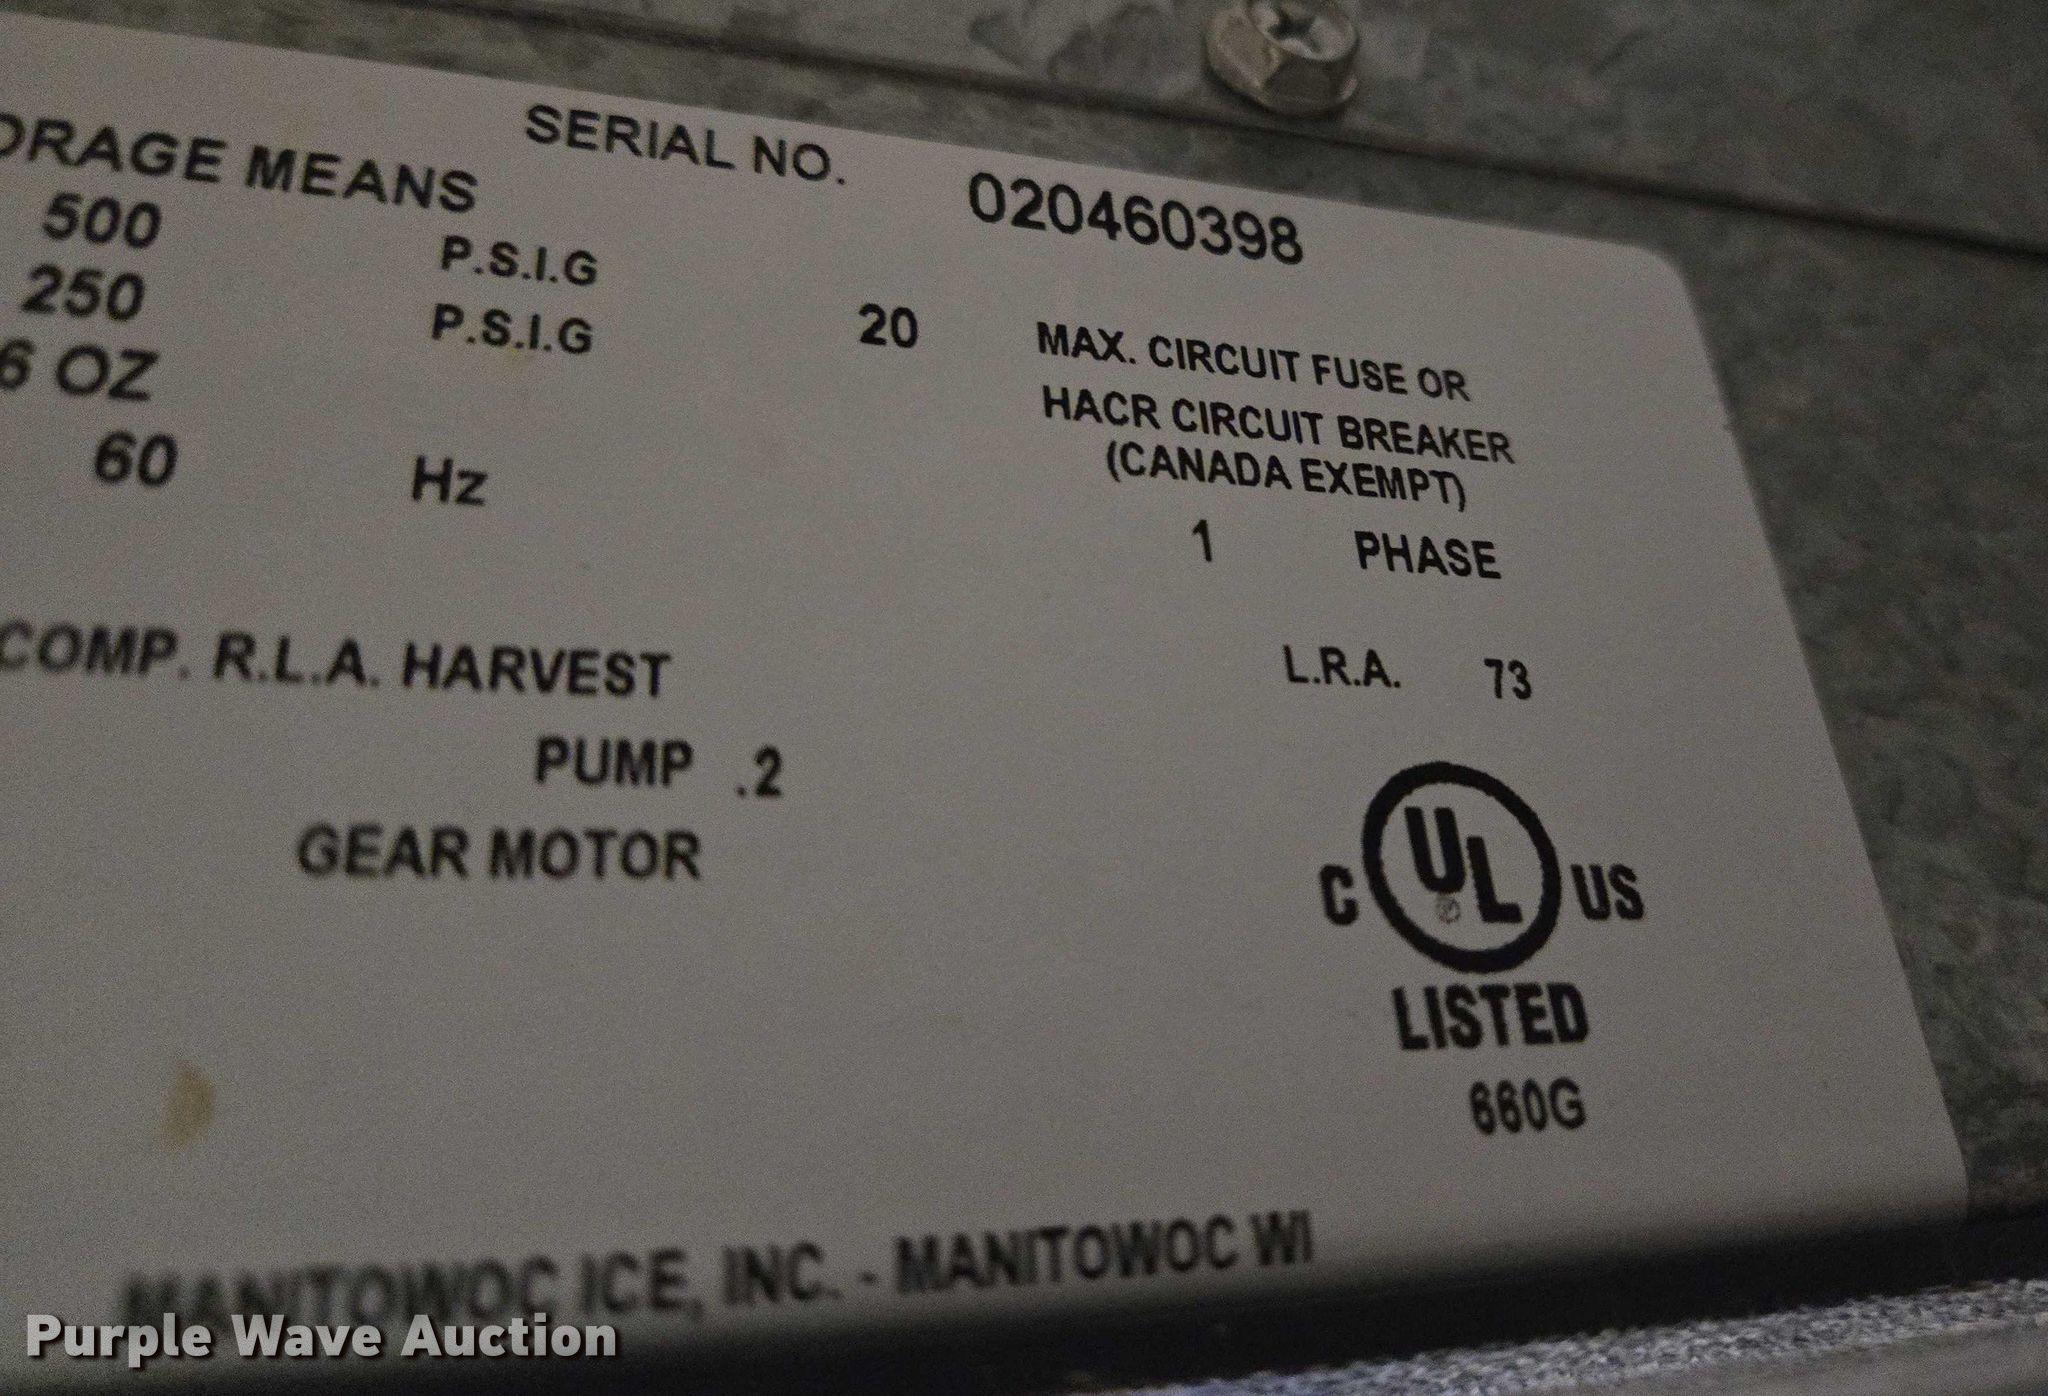 SERIAL NO. 020460398
ORAGE MEANS
500 P.S.I.G
250 P.S.I.G
6 OZ
60 Hz
20 MAX. CIRCUIT FUSE OR
HACR CIRCUIT BREAKER
(CANADA EXEMPT)
1 PHASE
COMP. R.L.A. HARVEST
L.R.A. 73
PUMP .2
GEAR MOTOR
C UL US
®
LISTED
660G
MANITOWOC ICE, INC. - MANITOWOC WI
Purple Wave Auction